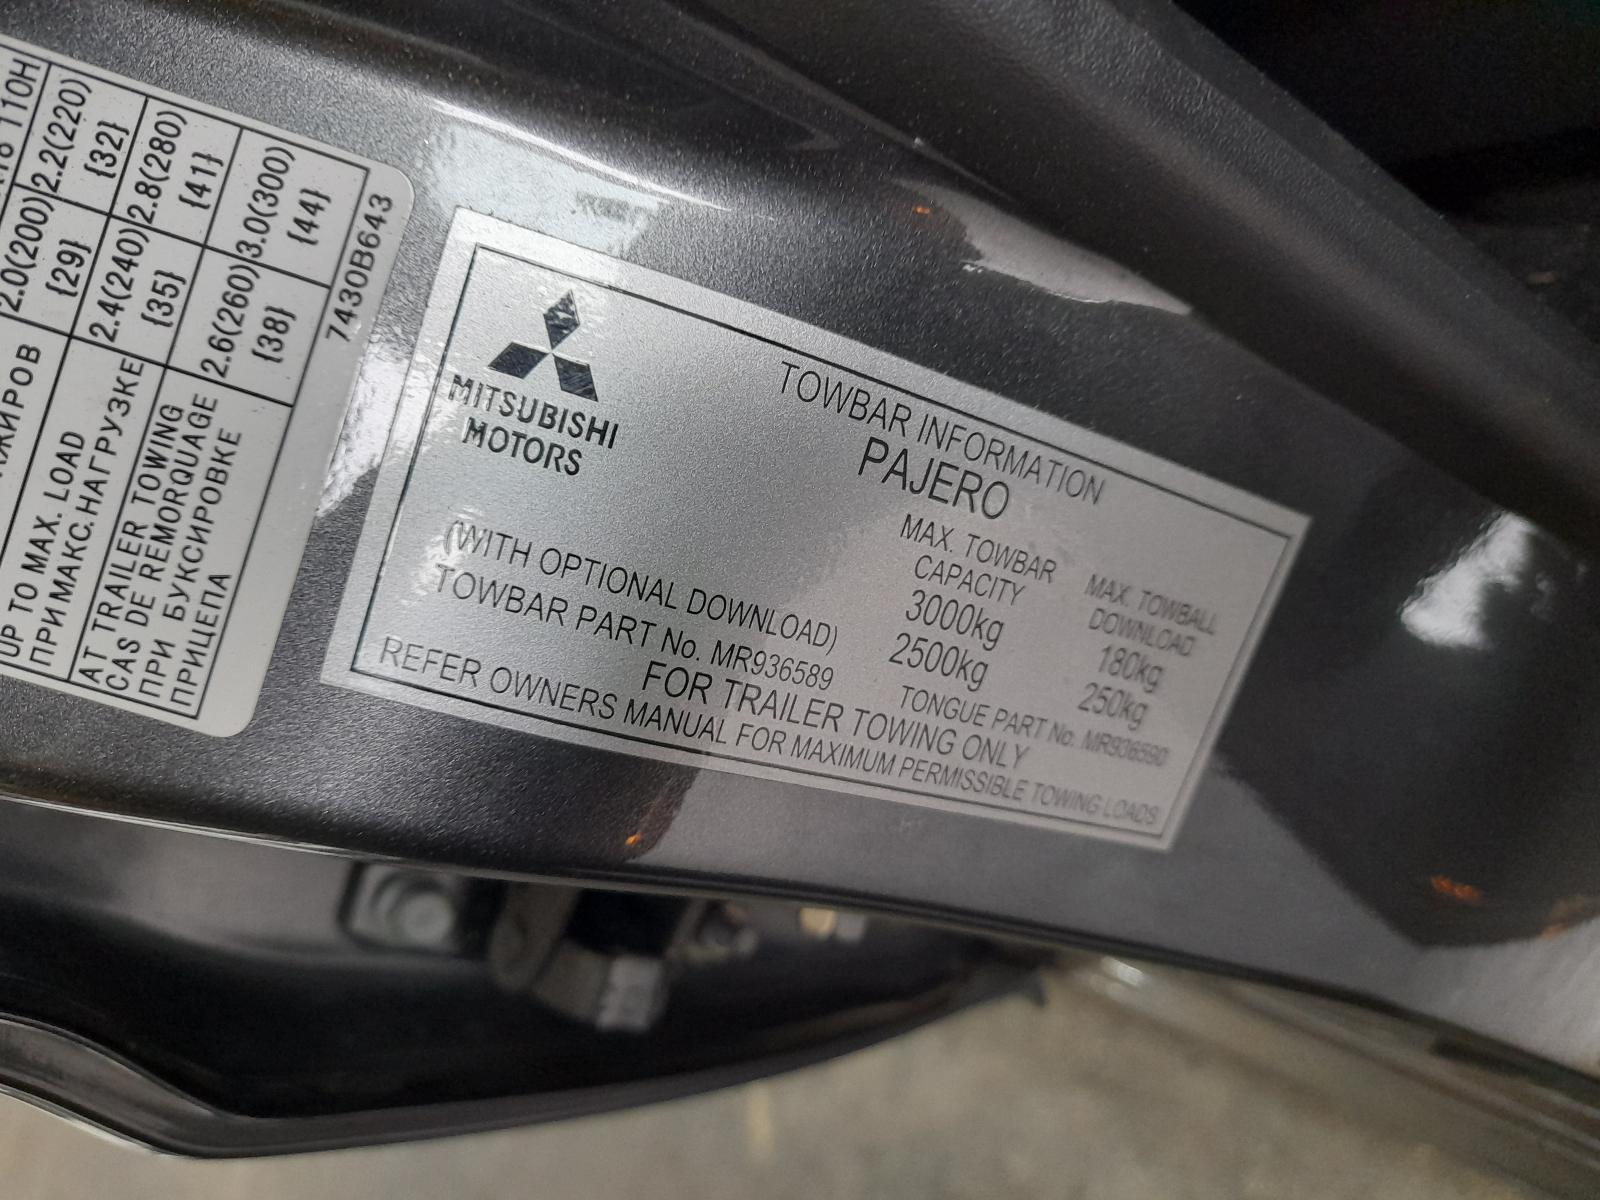 110H
2.0(200)
{29}
2.2(220)
{32}
UP TO MAX. LOAD
ПРИ МАКС.НАГРУЗКЕ
2.4(240)
{35}
2.8(280)
{41}
AT TRAILER TOWING
CAS DE REMORQUAGE
ПРИ БУКСИРОВКЕ
ПРИЦЕПА
2.6(260)
{38}
3.0(300)
{44}
7430B643
MITSUBISHI
MOTORS
TOWBAR INFORMATION
PAJERO
MAX. TOWBAR CAPACITY
MAX. TOWBALL DOWNLOAD
3000kg 180kg
(WITH OPTIONAL DOWNLOAD) 2500kg 250kg
TOWBAR PART No. MR936589 TONGUE PART No. MR936590
FOR TRAILER TOWING ONLY
REFER OWNERS MANUAL FOR MAXIMUM PERMISSIBLE TOWING LOADS